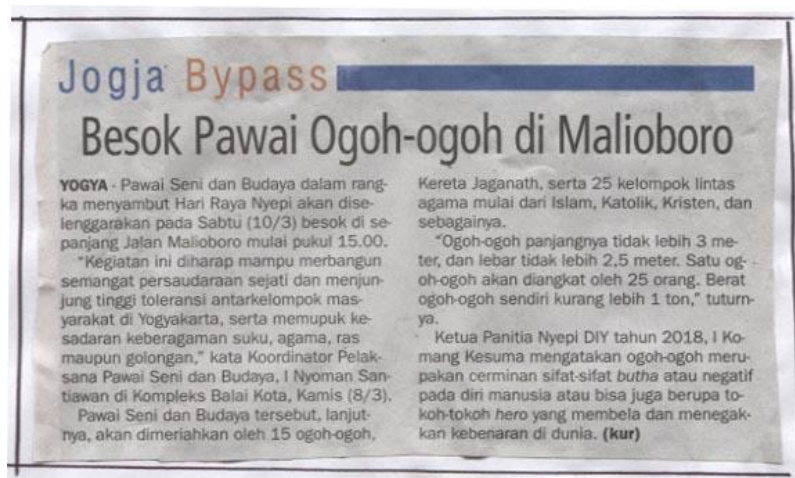 Jogja Bypass
Besok Pawai Ogoh-ogoh di Malioboro
YOGYA - Pawai Seni dan Budaya dalam rang-
ka menyambut Hari Raya Nyepi akan dise-
lenggarakan pada Sabtu (10/3) besok di se-
panjang Jalan Malioboro mulai pukul 15.00.
"Kegiatan ini diharap mampu merbangun
semangat persaudaraan sejati dan menjun-
jung tinggi toleransi antarkelompok mas-
yarakat di Yogyakarta, serta memupuk ke-
sadaran keberagaman suku, agama, ras
maupun golongan," kata Koordinator Pelak-
sana Pawai Seni dan Budaya, I Nyoman San-
tiawan di Kompleks Balai Kota, Kamis (8/3).
Pawai Seni dan Budaya tersebut, lanjut-
nya, akan dimeriahkan oleh 15 ogoh-ogoh,
Kereta Jaganath, serta 25 kelompok lintas
agama mulai dari Islam, Katolik, Kristen, dan
sebagainya.
"Ogoh-ogoh panjangnya tidak lebih 3 me-
ter, dan lebar tidak lebih 2,5 meter. Satu og-
oh-ogoh akan diangkat oleh 25 orang. Berat
ogoh-ogoh sendiri kurang lebih 1 ton," tuturn-
ya.
Ketua Panitia Nyepi DIY tahun 2018, I Ko-
mang Kesuma mengatakan ogoh-ogoh meru-
pakan cerminan sifat-sifat butha atau negatif
pada diri manusia atau bisa juga berupa to-
koh-tokoh hero yang membela dan menegak-
kan kebenaran di dunia. (kur)